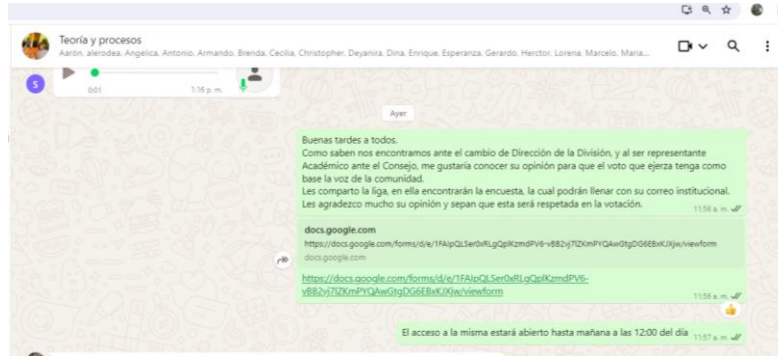 Teoría y procesos
Aarón, alerodea, Angelica, Antonio, Armando, Brenda, Cecilia, Christopher, Deyanira, Dina, Enrique, Esperanza, Gerardo, Herctor, Lorena, Marcelo, Maria...
S
0:01 1:16 p. m.
Ayer
Buenas tardes a todos.
Como saben nos encontramos ante el cambio de Dirección de la División, y al ser representante
Académico ante el Consejo, me gustaría conocer su opinión para que el voto que ejerza tenga como
base la voz de la comunidad.
Les comparto la liga, en ella encontrarán la encuesta, la cual podrán llenar con su correo institucional.
Les agradezco mucho su opinión y sepan que esta será respetada en la votación.
11:56 a. m.
docs.google.com
docs.google.com
11:56 a. m.
El acceso a la misma estará abierto hasta mañana a las 12:00 del día
11:57 a. m.